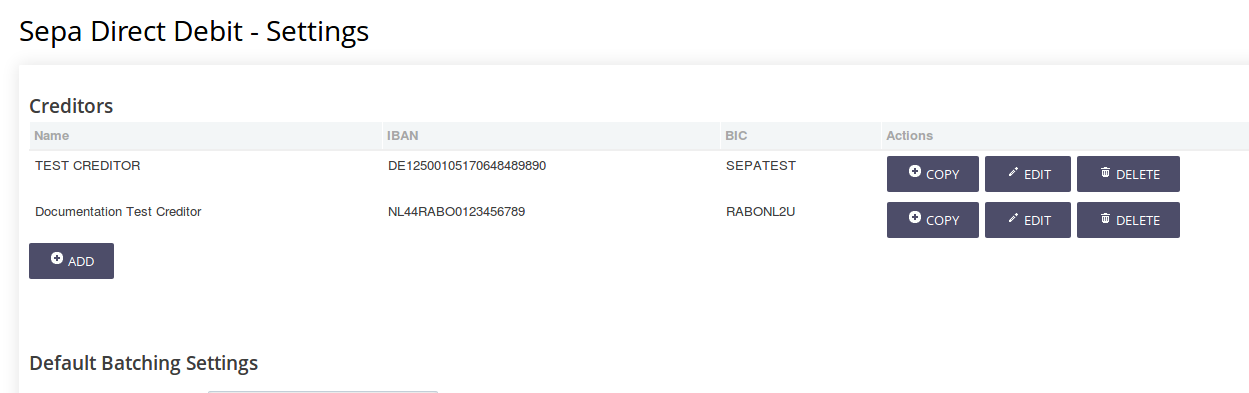 Sepa Direct Debit - Settings
Creditors
Name IBAN BIC Actions
TEST CREDITOR DE12500105170648489890 SEPATEST COPY EDIT DELETE
Documentation Test Creditor NL44RABO0123456789 RABONL2U COPY EDIT DELETE
ADD
Default Batching Settings